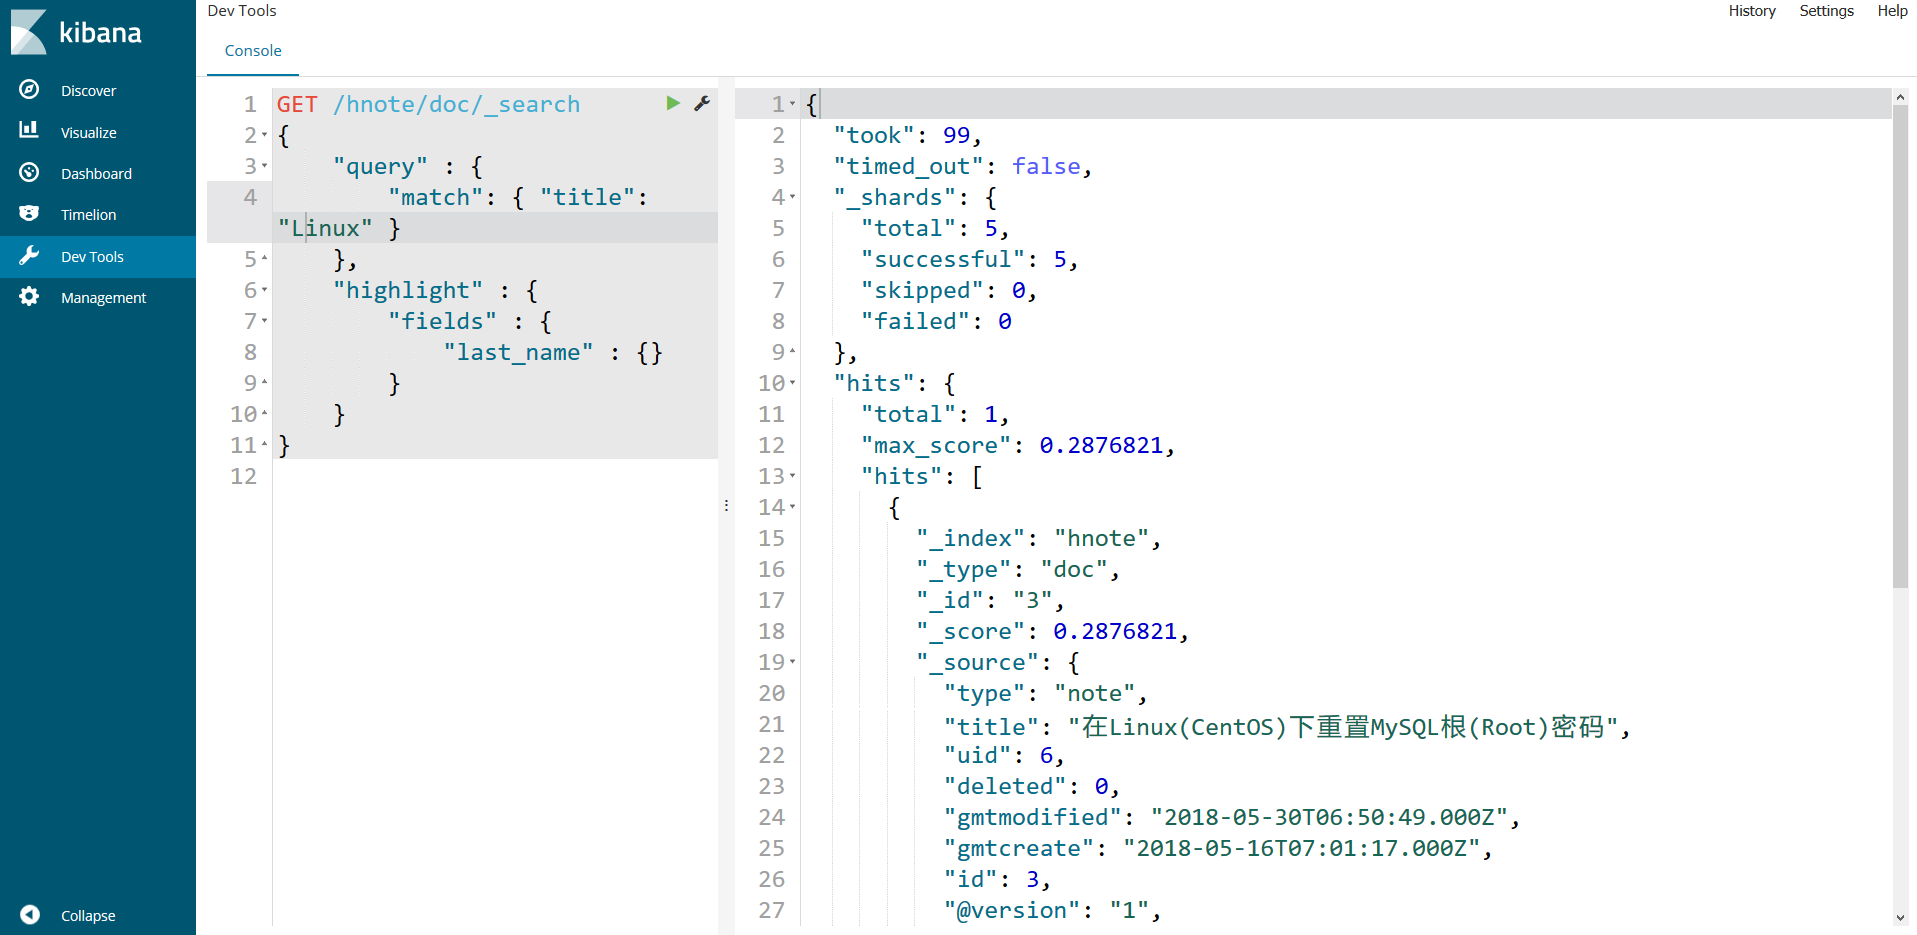 kibana
Discover
Visualize
Dashboard
Timelion
Dev Tools
Management
Collapse
Dev Tools
History Settings Help
Console
1 GET /hnote/doc/_search
2 {
3 "query" : {
4 "match": { "title":
"Linux" }
5 },
6 "highlight" : {
7 "fields" : {
8 "last_name" : {}
9 }
10 }
11 }
12
1 {
2 "took": 99,
3 "timed_out": false,
4 "_shards": {
5 "total": 5,
6 "successful": 5,
7 "skipped": 0,
8 "failed": 0
9 },
10 "hits": {
11 "total": 1,
12 "max_score": 0.2876821,
13 "hits": [
14 {
15 "_index": "hnote",
16 "_type": "doc",
17 "_id": "3",
18 "_score": 0.2876821,
19 "_source": {
20 "type": "note",
21 "title": "在Linux(CentOS)下重置MySQL根(Root)密码",
22 "uid": 6,
23 "deleted": 0,
24 "gmtmodified": "2018-05-30T06:50:49.000Z",
25 "gmtcreate": "2018-05-16T07:01:17.000Z",
26 "id": 3,
27 "@version": "1",